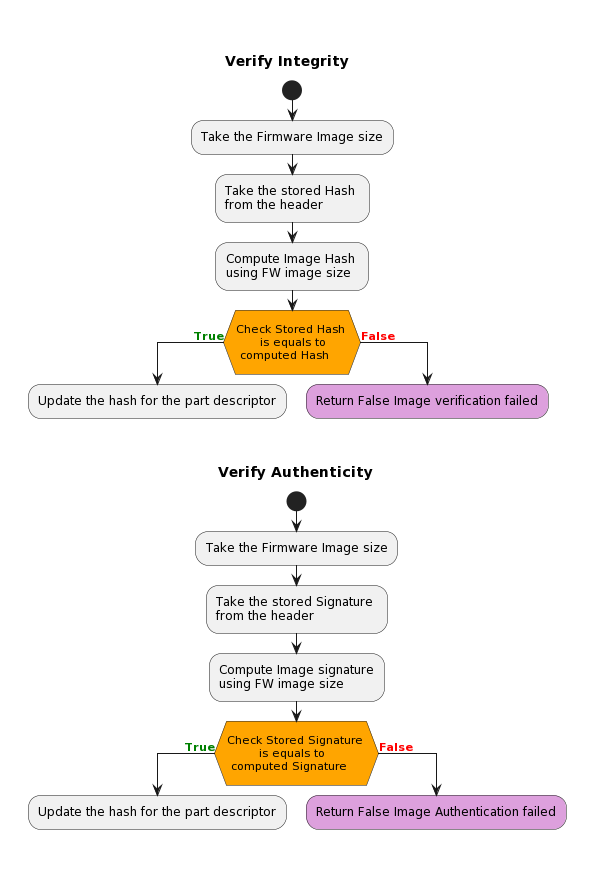 Verify Integrity
Take the Firmware Image size
Take the stored Hash
from the header
Compute Image Hash
using FW image size
True
Check Stored Hash
is equals to
computed Hash
False
Update the hash for the part descriptor
Return False Image verification failed
Verify Authenticity
Take the Firmware Image size
Take the stored Signature
from the header
Compute Image signature
using FW image size
True
Check Stored Signature
is equals to
computed Signature
False
Update the hash for the part descriptor
Return False Image Authentication failed